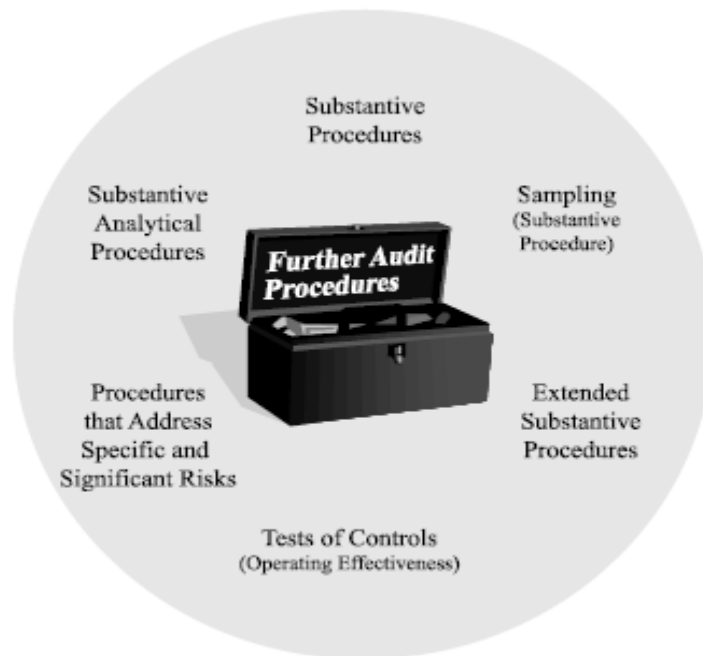 Substantive
Procedures
Substantive
Analytical
Procedures
Sampling
(Substantive
Procedure)
Further Audit
Procedures
Procedures
that Address
Specific and
Significant Risks
Extended
Substantive
Procedures
Tests of Controls
(Operating Effectiveness)